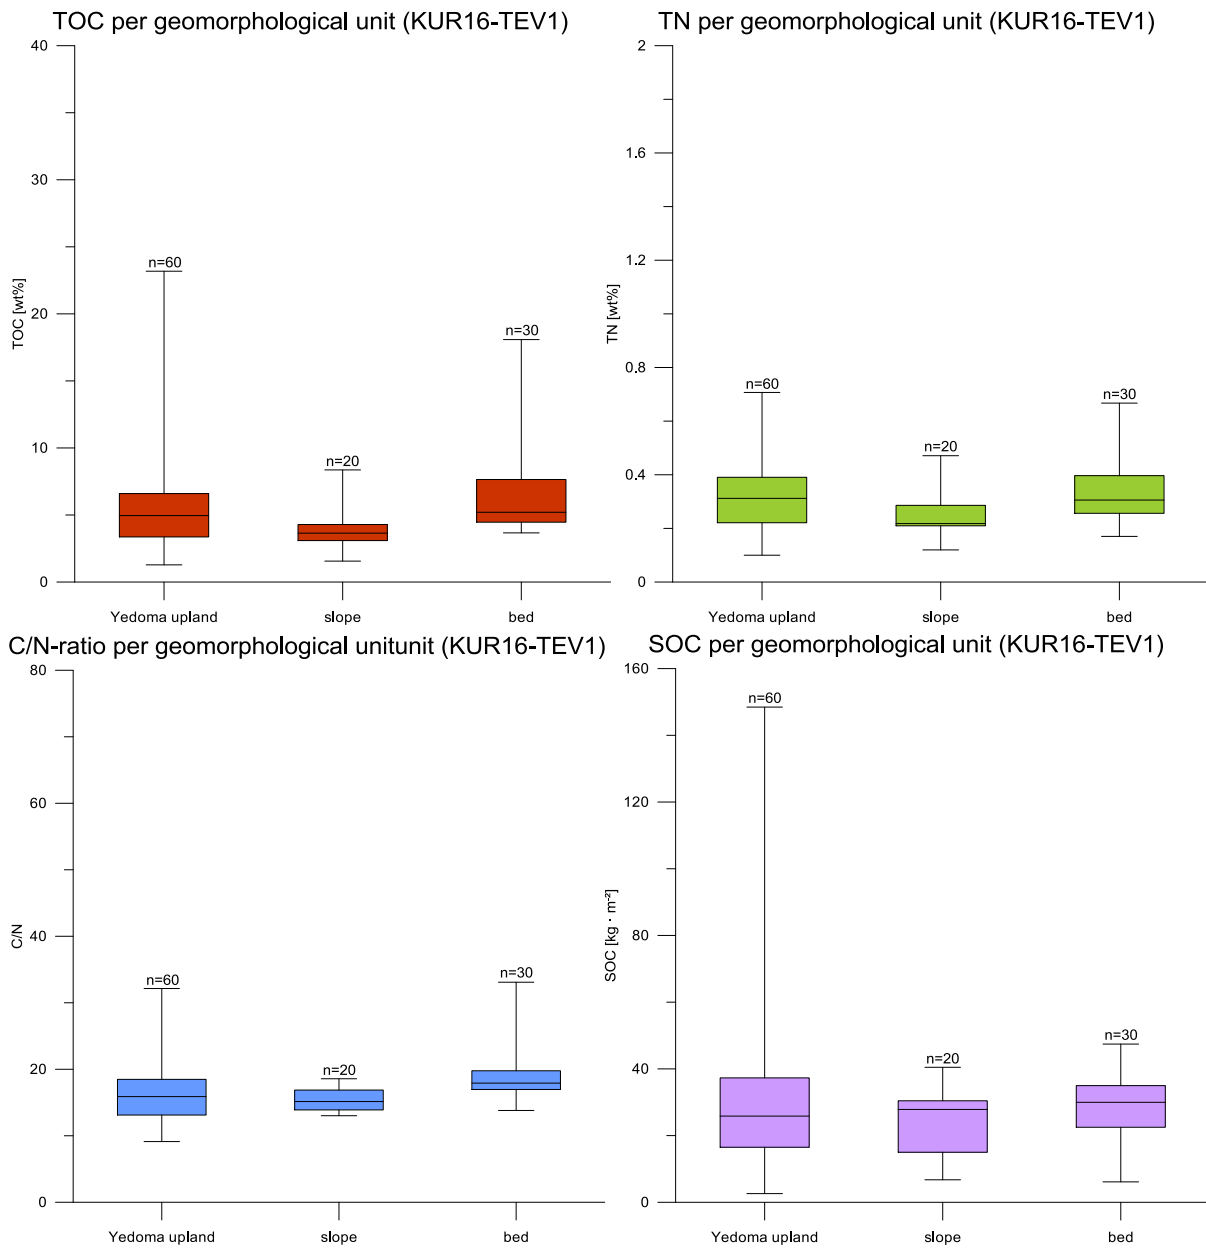 TOC per geomorphological unit (KUR16-TEV1)
40
30
20
10
0
TOC [wt%]
n=60
n=20
n=30
Yedoma upland
slope
bed
TN per geomorphological unit (KUR16-TEV1)
2
1.6
1.2
0.8
0.4
0
TN [wt%]
n=60
n=20
n=30
Yedoma upland
slope
bed
C/N-ratio per geomorphological unitunit (KUR16-TEV1)
80
60
40
20
0
C/N
n=60
n=20
n=30
Yedoma upland
slope
bed
SOC per geomorphological unit (KUR16-TEV1)
160
120
80
40
0
SOC [kg · m⁻²]
n=60
n=20
n=30
Yedoma upland
slope
bed